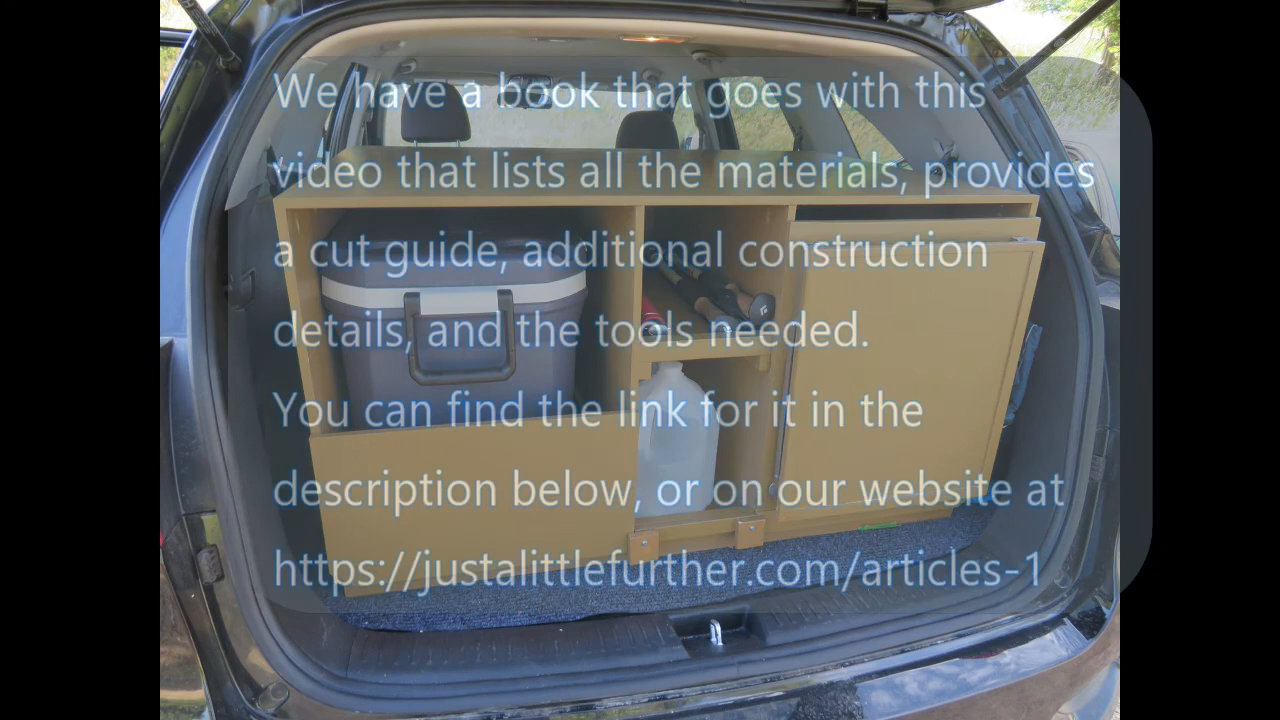 We have a book that goes with this
video that lists all the materials, provides
a cut guide, additional construction
details, and the tools needed.
You can find the link for it in the
description below, or on our website at
https://justalittlefurther.com/articles-1